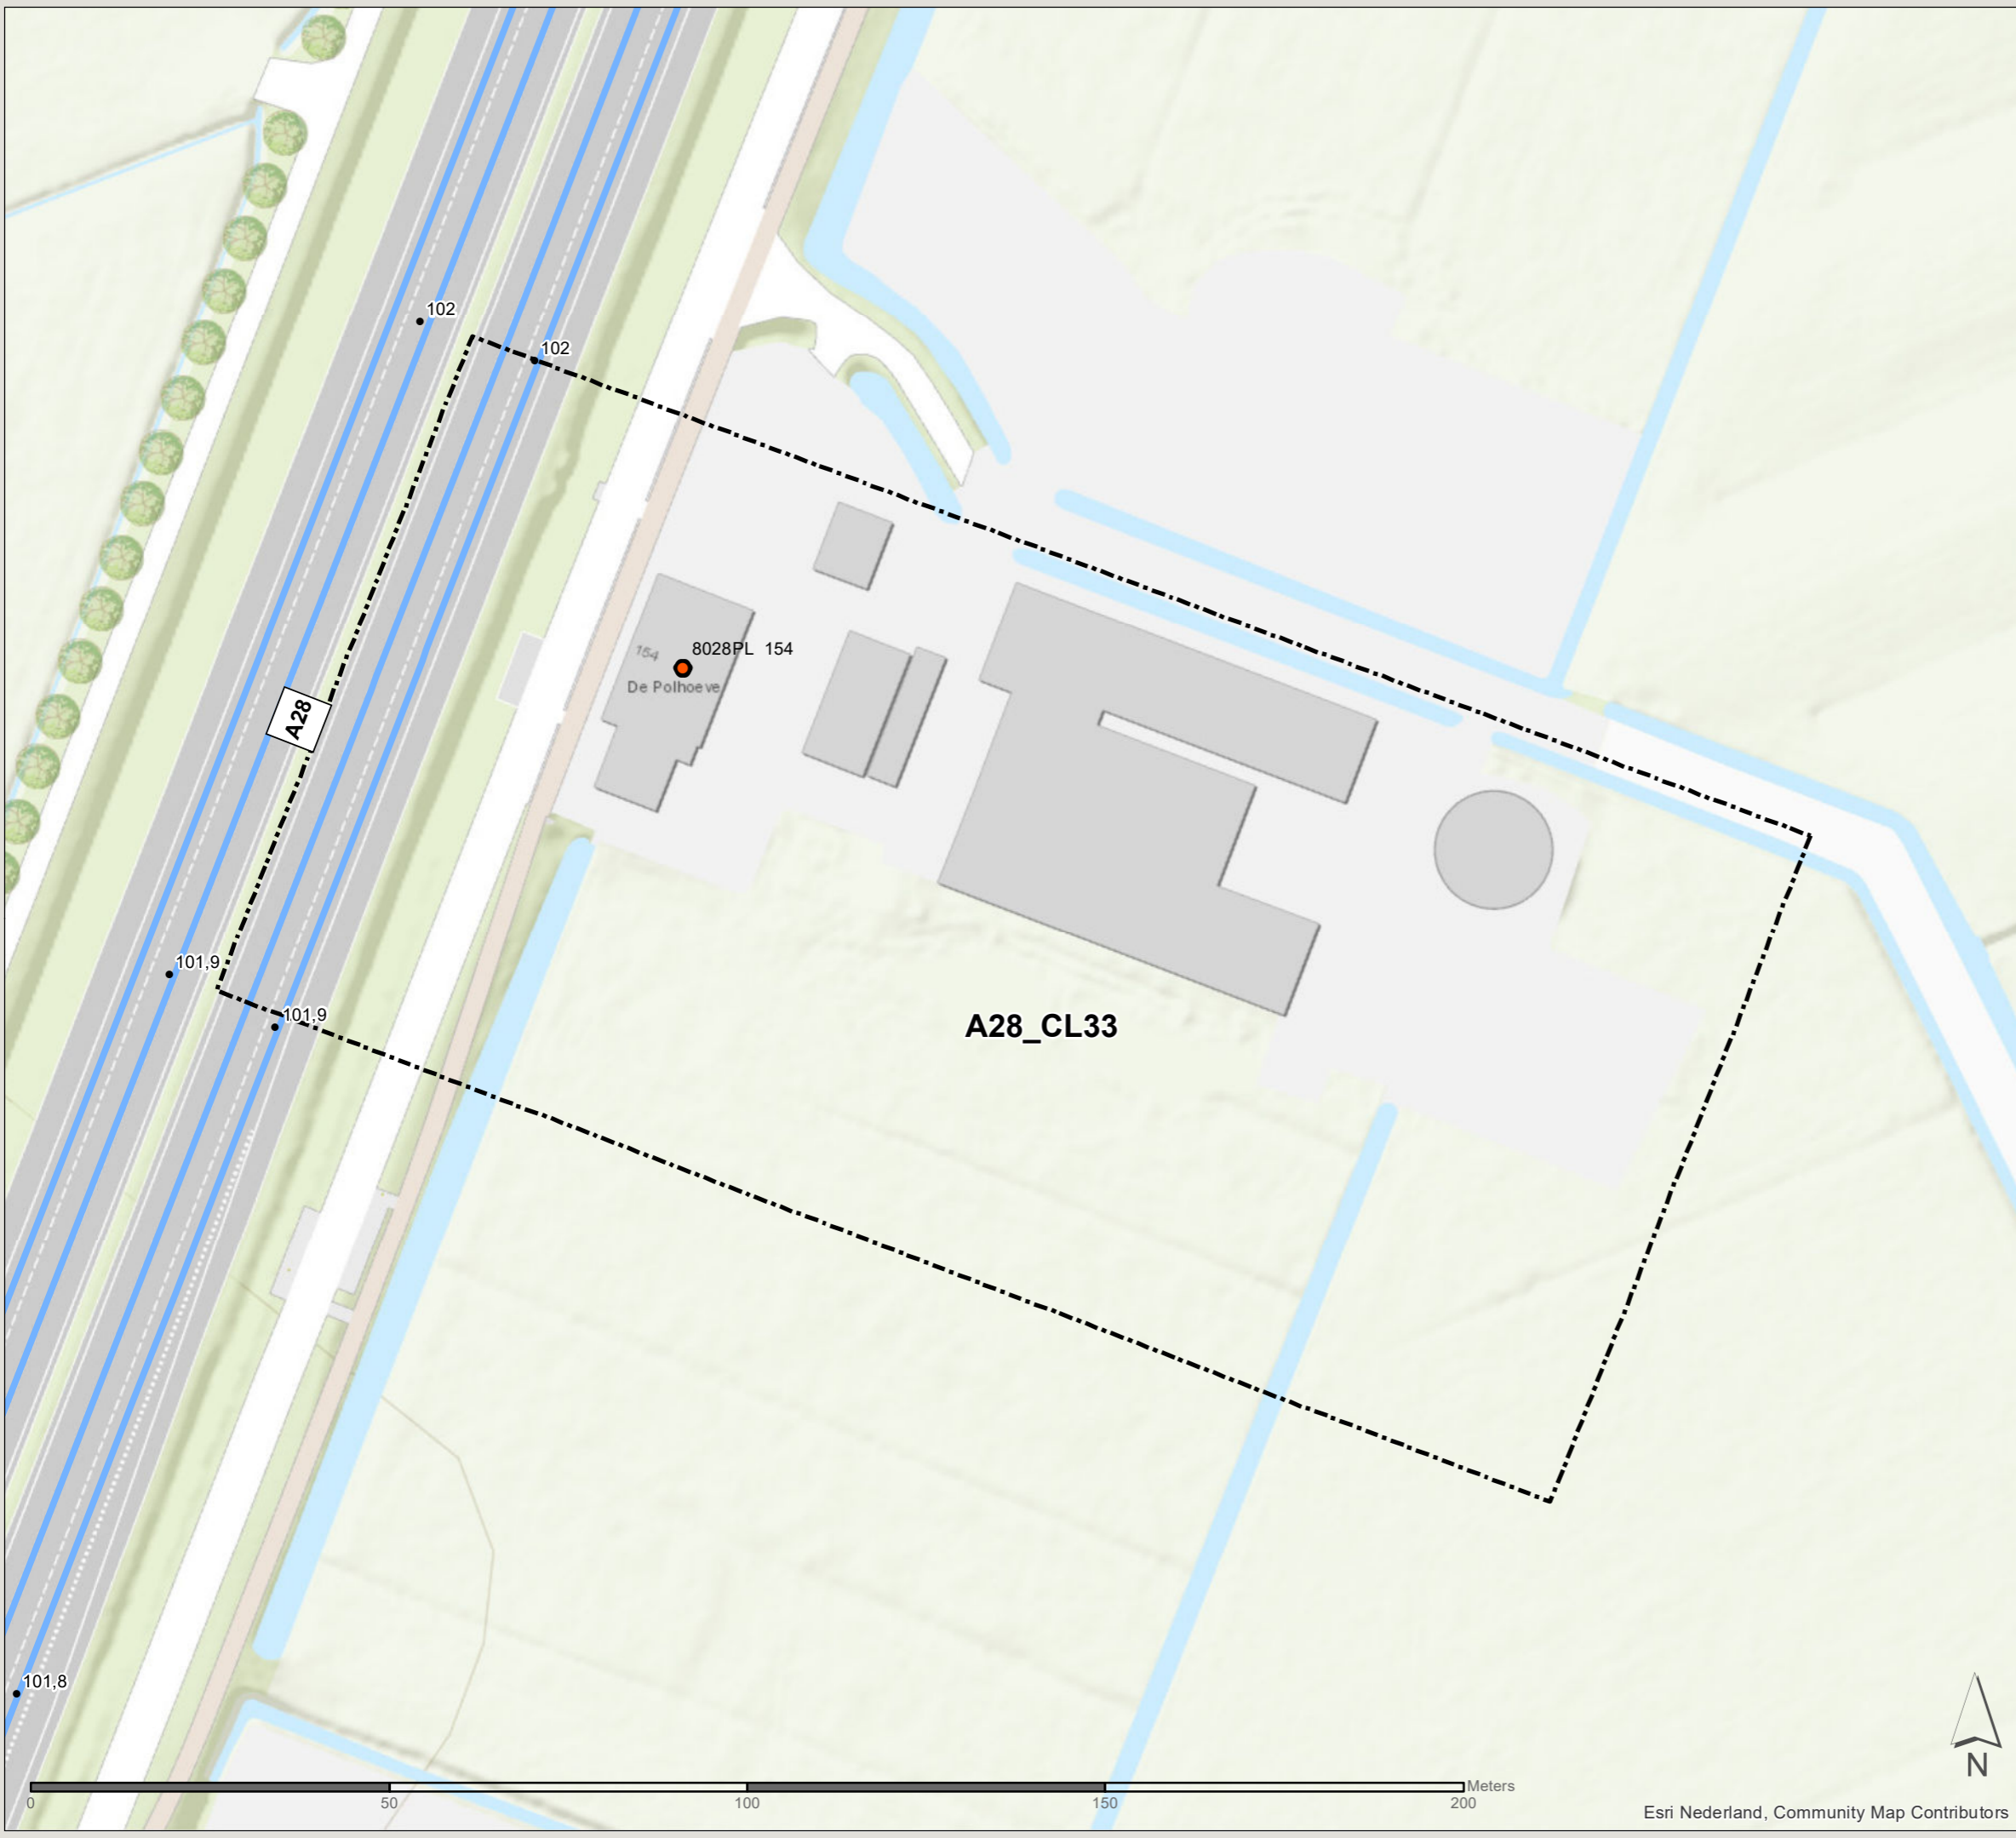 102
102
154
8028PL 154
De Polhoeve
A28
101,9
101,9
A28_CL33
101,8
N
Meters
0 50 100 150 200
Esri Nederland, Community Map Contributors